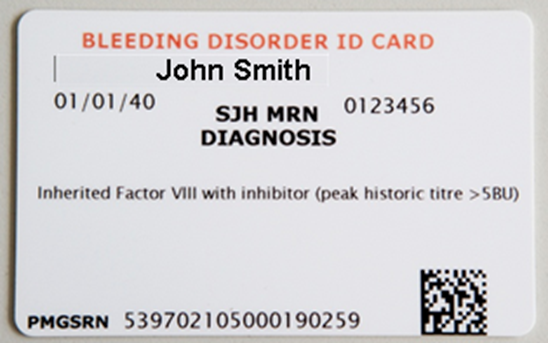 BLEEDING DISORDER ID CARD
John Smith
01/01/40 SJH MRN 0123456
DIAGNOSIS
Inherited Factor VIII with inhibitor (peak historic titre >5BU)
PMGSRN 539702105000190259